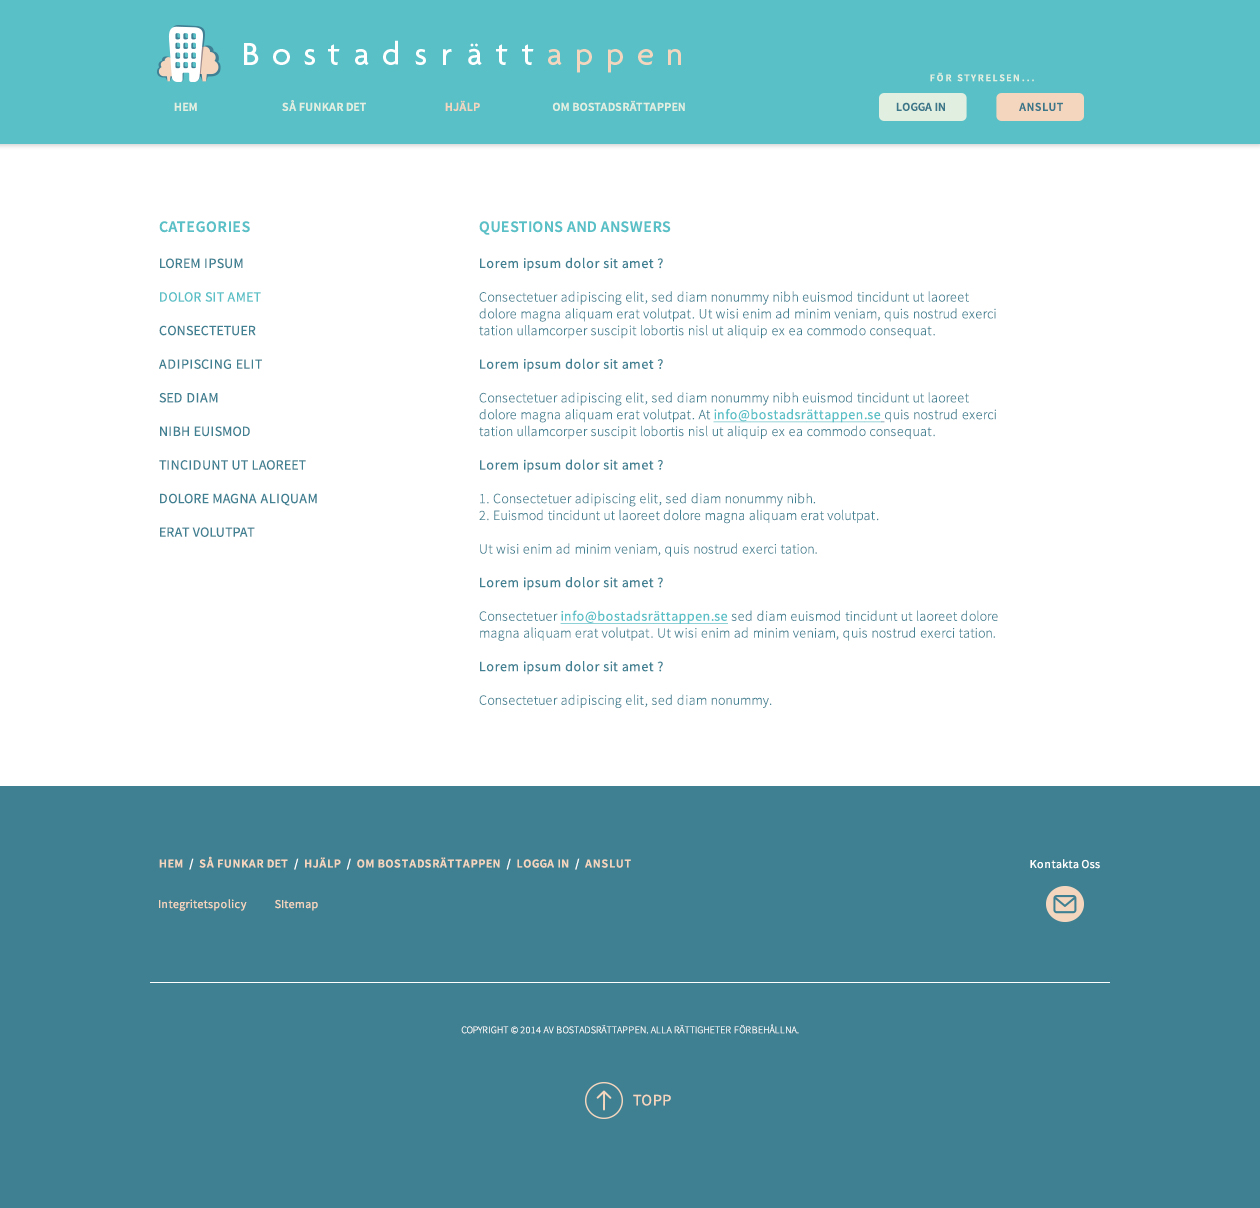 Bostadsrättappen
FÖR STYRELSEN...
HEM SÅ FUNKAR DET HJÄLP OM BOSTADSRÄTTAPPEN LOGGA IN ANSLUT
CATEGORIES
LOREM IPSUM
DOLOR SIT AMET
CONSECTETUER
ADIPISCING ELIT
SED DIAM
NIBH EUISMOD
TINCIDUNT UT LAOREET
DOLORE MAGNA ALIQUAM
ERAT VOLUTPAT
QUESTIONS AND ANSWERS
Lorem ipsum dolor sit amet ?
Consectetuer adipiscing elit, sed diam nonummy nibh euismod tincidunt ut laoreet
dolore magna aliquam erat volutpat. Ut wisi enim ad minim veniam, quis nostrud exerci
tation ullamcorper suscipit lobortis nisl ut aliquip ex ea commodo consequat.
Lorem ipsum dolor sit amet ?
Consectetuer adipiscing elit, sed diam nonummy nibh euismod tincidunt ut laoreet
dolore magna aliquam erat volutpat. At info@bostadsrättappen.se quis nostrud exerci
tation ullamcorper suscipit lobortis nisl ut aliquip ex ea commodo consequat.
Lorem ipsum dolor sit amet ?
1. Consectetuer adipiscing elit, sed diam nonummy nibh.
2. Euismod tincidunt ut laoreet dolore magna aliquam erat volutpat.
Ut wisi enim ad minim veniam, quis nostrud exerci tation.
Lorem ipsum dolor sit amet ?
Consectetuer info@bostadsrättappen.se sed diam euismod tincidunt ut laoreet dolore
magna aliquam erat volutpat. Ut wisi enim ad minim veniam, quis nostrud exerci tation.
Lorem ipsum dolor sit amet ?
Consectetuer adipiscing elit, sed diam nonummy.
HEM / SÅ FUNKAR DET / HJÄLP / OM BOSTADSRÄTTAPPEN / LOGGA IN / ANSLUT
Kontakta Oss
Integritetspolicy SItemap
COPYRIGHT © 2014 AV BOSTADSRÄTTAPPEN. ALLA RÄTTIGHETER FÖRBEHÅLLNA.
TOPP